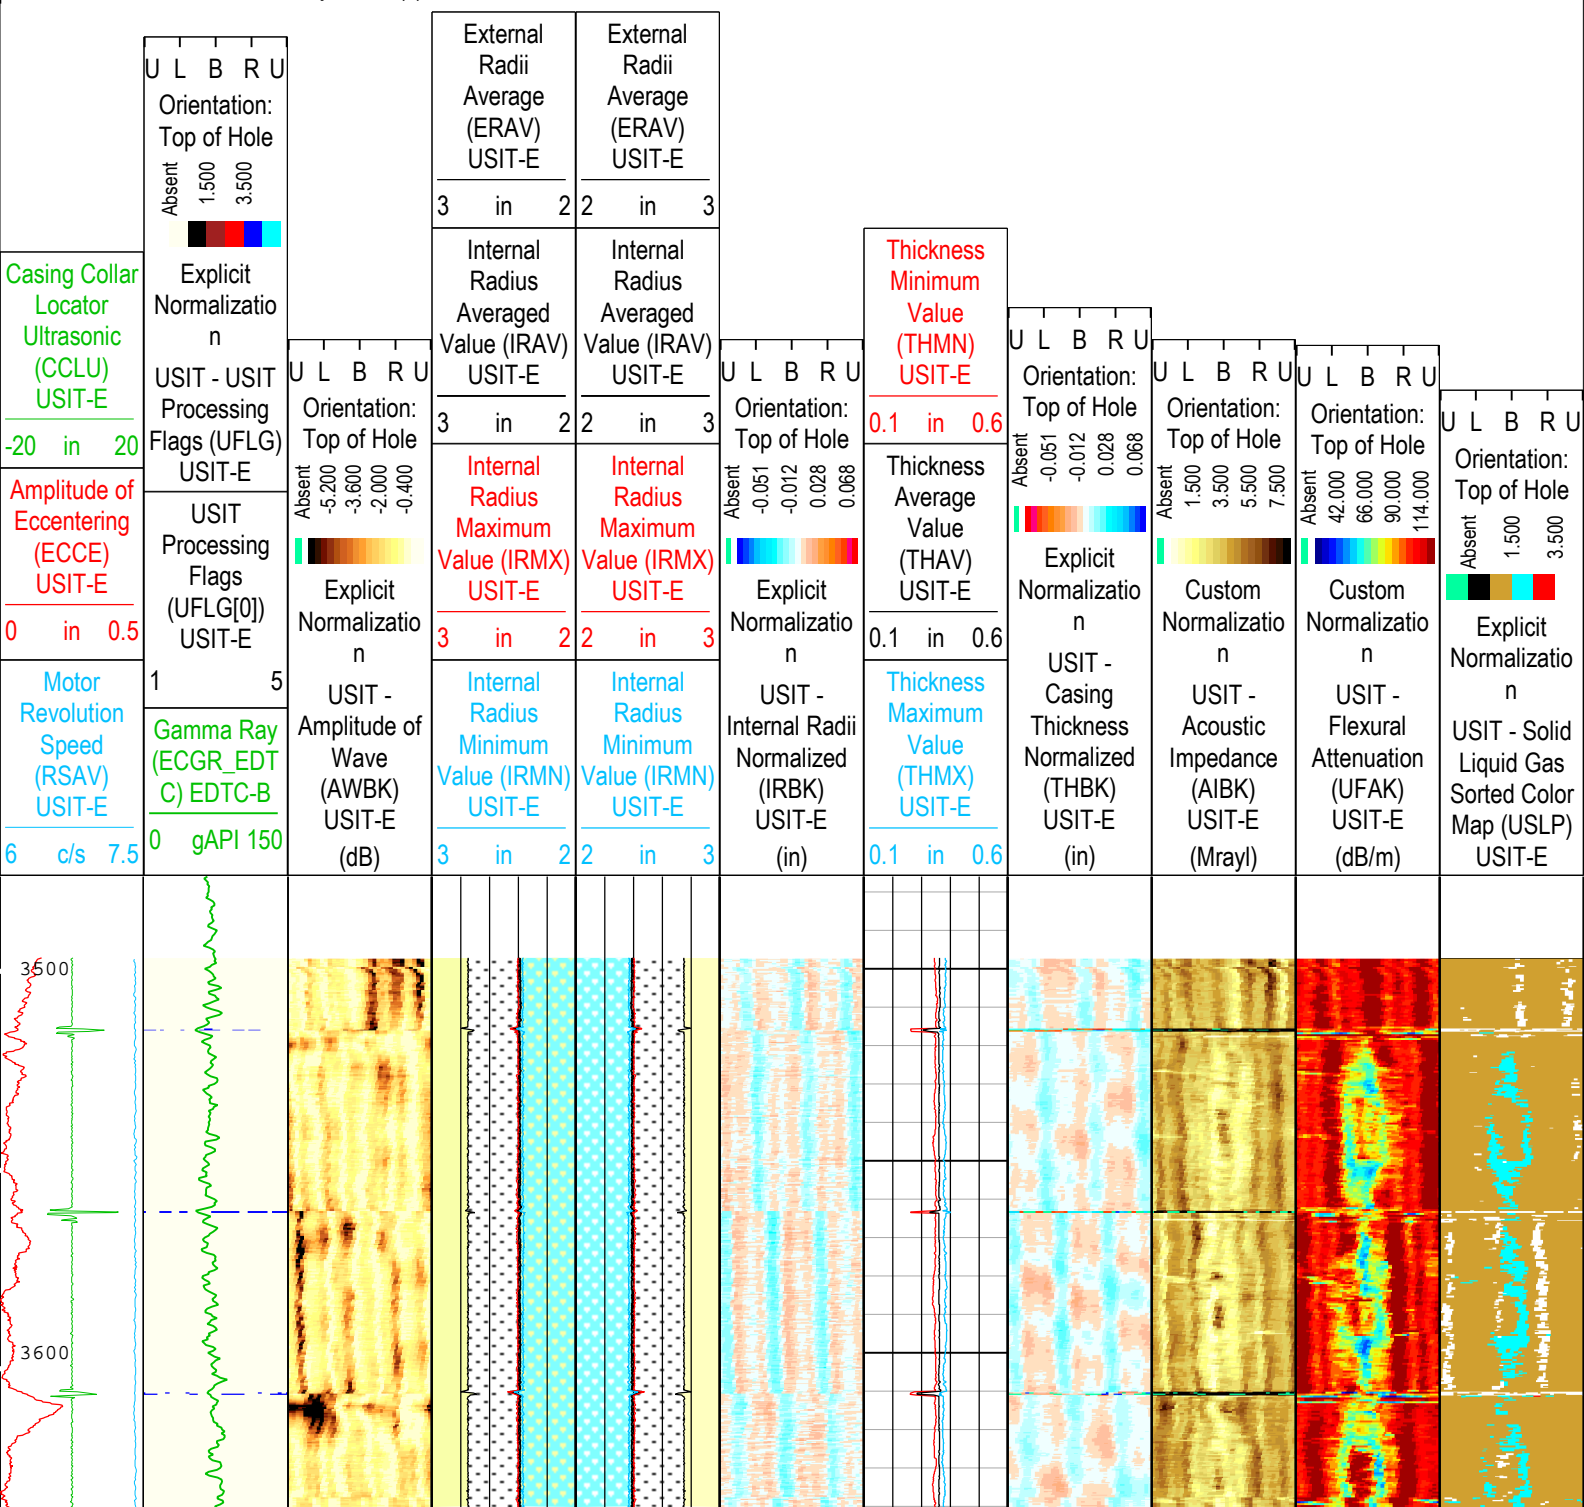 Casing Collar
Locator
Ultrasonic
(CCLU)
USIT-E
-20 in 20
Amplitude of
Eccentering
(ECCE)
USIT-E
0 in 0.5
Motor
Revolution
Speed
(RSAV)
USIT-E
6 c/s 7.5
U L B R U
Orientation:
Top of Hole
Absent
1.500
3.500
Explicit
Normalizatio
n
USIT - USIT
Processing
Flags (UFLG)
USIT-E
USIT
Processing
Flags
(UFLG[0])
USIT-E
1 5
Gamma Ray
(ECGR_EDT
C) EDTC-B
0 gAPI 150
U L B R U
Orientation:
Top of Hole
Absent
-5.200
-3.600
-2.000
-0.400
Explicit
Normalizatio
n
USIT -
Amplitude of
Wave
(AWBK)
USIT-E
(dB)
External
Radii
Average
(ERAV)
USIT-E
3 in 2
Internal
Radius
Averaged
Value (IRAV)
USIT-E
3 in 2
Internal
Radius
Maximum
Value (IRMX)
USIT-E
3 in 2
Internal
Radius
Minimum
Value (IRMN)
USIT-E
3 in 2
External
Radii
Average
(ERAV)
USIT-E
2 in 3
Internal
Radius
Averaged
Value (IRAV)
USIT-E
2 in 3
Internal
Radius
Maximum
Value (IRMX)
USIT-E
2 in 3
Internal
Radius
Minimum
Value (IRMN)
USIT-E
2 in 3
U L B R U
Orientation:
Top of Hole
Absent
-0.051
-0.012
0.028
0.068
Explicit
Normalizatio
n
USIT -
Internal Radii
Normalized
(IRBK)
USIT-E
(in)
Thickness
Minimum
Value
(THMN)
USIT-E
0.1 in 0.6
Thickness
Average
Value
(THAV)
USIT-E
0.1 in 0.6
Thickness
Maximum
Value
(THMX)
USIT-E
0.1 in 0.6
U L B R U
Orientation:
Top of Hole
Absent
-0.051
-0.012
0.028
0.068
Explicit
Normalizatio
n
USIT -
Casing
Thickness
Normalized
(THBK)
USIT-E
(in)
U L B R U
Orientation:
Top of Hole
Absent
1.500
3.500
5.500
7.500
Custom
Normalizatio
n
USIT -
Acoustic
Impedance
(AIBK)
USIT-E
(Mrayl)
U L B R U
Orientation:
Top of Hole
Absent
42.000
66.000
90.000
114.000
Custom
Normalizatio
n
USIT -
Flexural
Attenuation
(UFAK)
USIT-E
(dB/m)
U L B R U
Orientation:
Top of Hole
Absent
1.500
3.500
Explicit
Normalizatio
n
USIT - Solid
Liquid Gas
Sorted Color
Map (USLP)
USIT-E
3500
3600